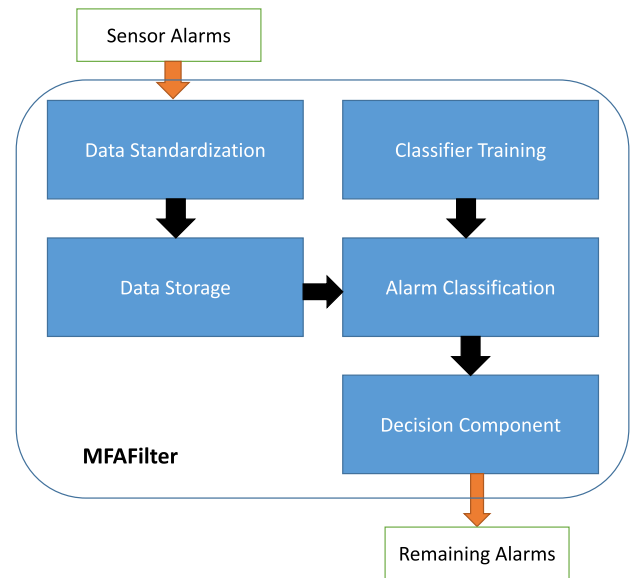 Sensor Alarms
Data Standardization
Classifier Training
Data Storage
Alarm Classification
Decision Component
MFAFilter
Remaining Alarms